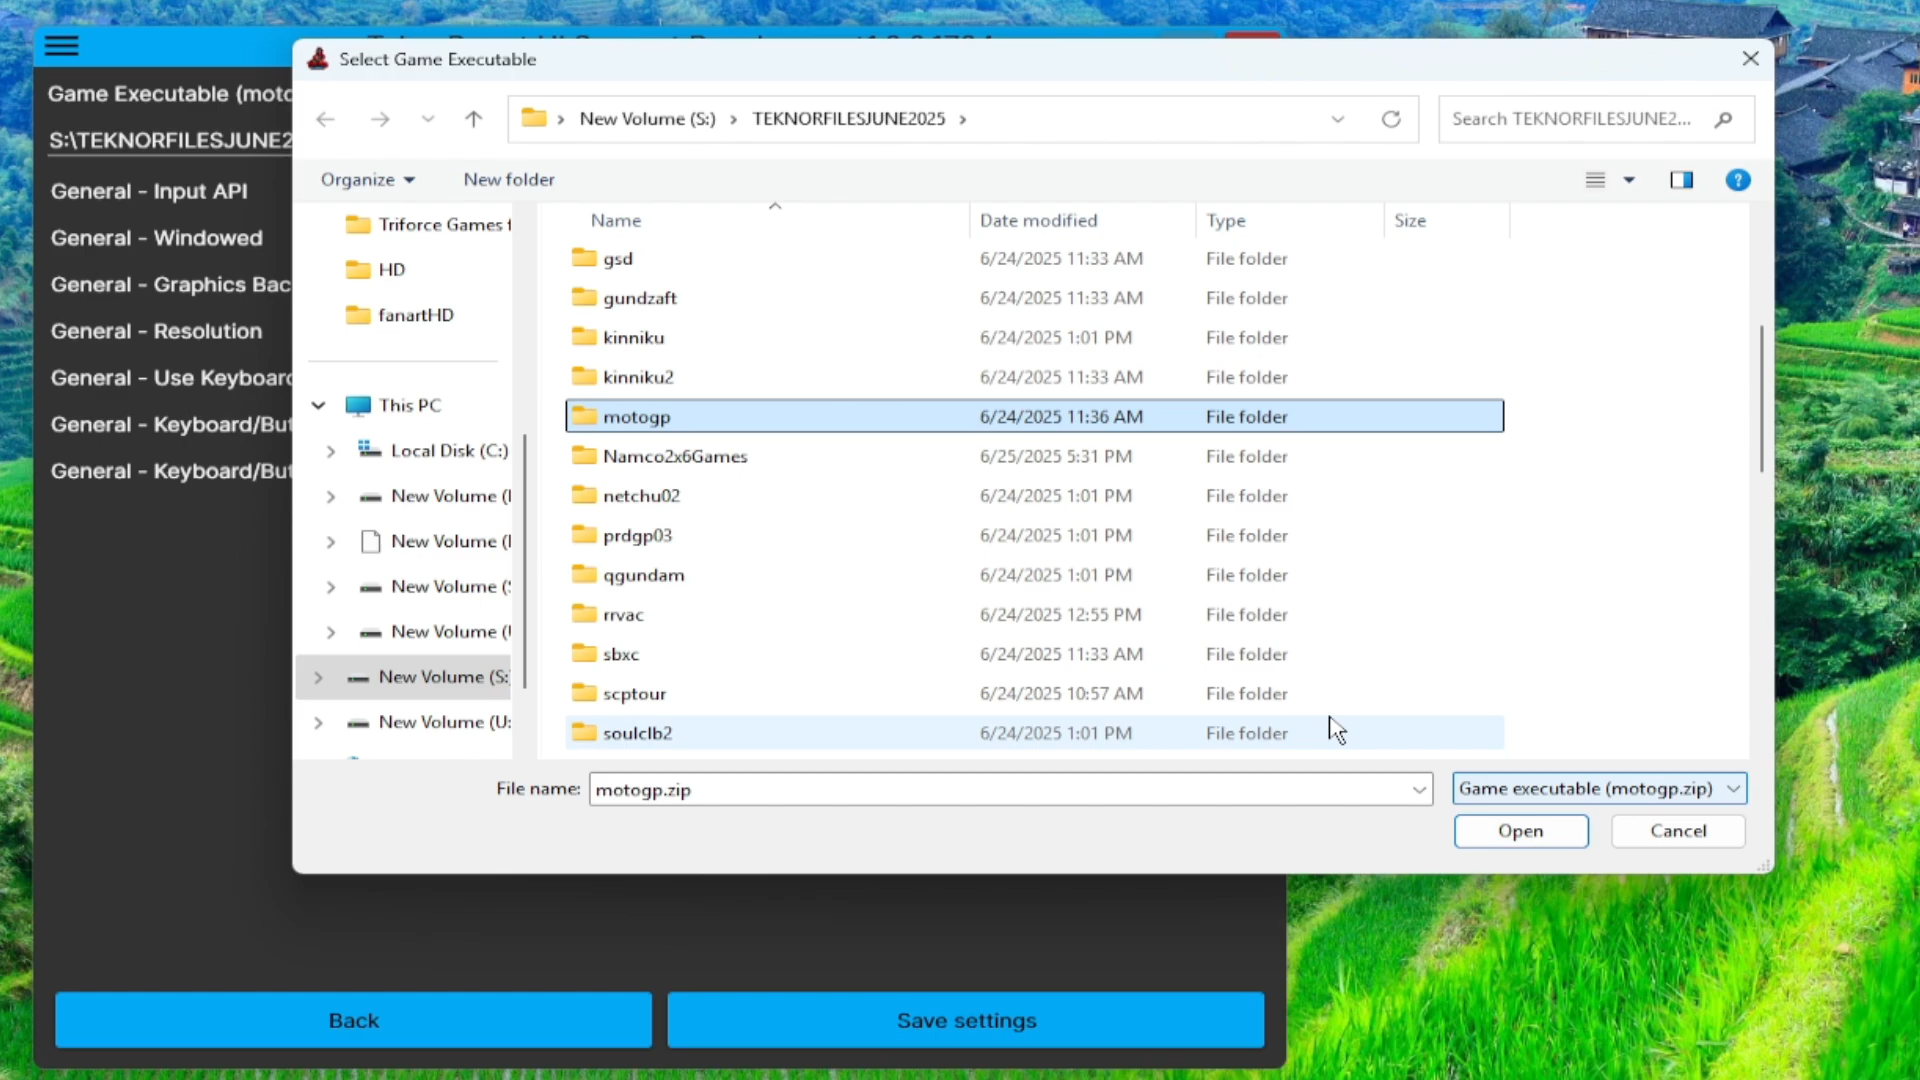 Select Game Executable
New Volume (S:) > TEKNORFILESJUNE2025 >
Search TEKNORFILESJUNE2...
Organize
New folder
Game Executable (moto
S:\TEKNORFILESJUNE2
General - Input API
General - Windowed
General - Graphics Bac
General - Resolution
General - Use Keyboard
General - Keyboard/But
General - Keyboard/But
Triforce Games f
HD
fanartHD
This PC
Local Disk (C:)
New Volume (
New Volume (
New Volume (S
New Volume (
New Volume (S:
New Volume (U:
Name Date modified Type Size
gsd 6/24/2025 11:33 AM File folder
gundzaft 6/24/2025 11:33 AM File folder
kinniku 6/24/2025 1:01 PM File folder
kinniku2 6/24/2025 11:33 AM File folder
motogp 6/24/2025 11:36 AM File folder
Namco2x6Games 6/25/2025 5:31 PM File folder
netchu02 6/24/2025 1:01 PM File folder
prdgp03 6/24/2025 1:01 PM File folder
qgundam 6/24/2025 1:01 PM File folder
rrvac 6/24/2025 12:55 PM File folder
sbxc 6/24/2025 11:33 AM File folder
scptour 6/24/2025 10:57 AM File folder
soulclb2 6/24/2025 1:01 PM File folder
File name: motogp.zip Game executable (motogp.zip)
Open Cancel
Back Save settings